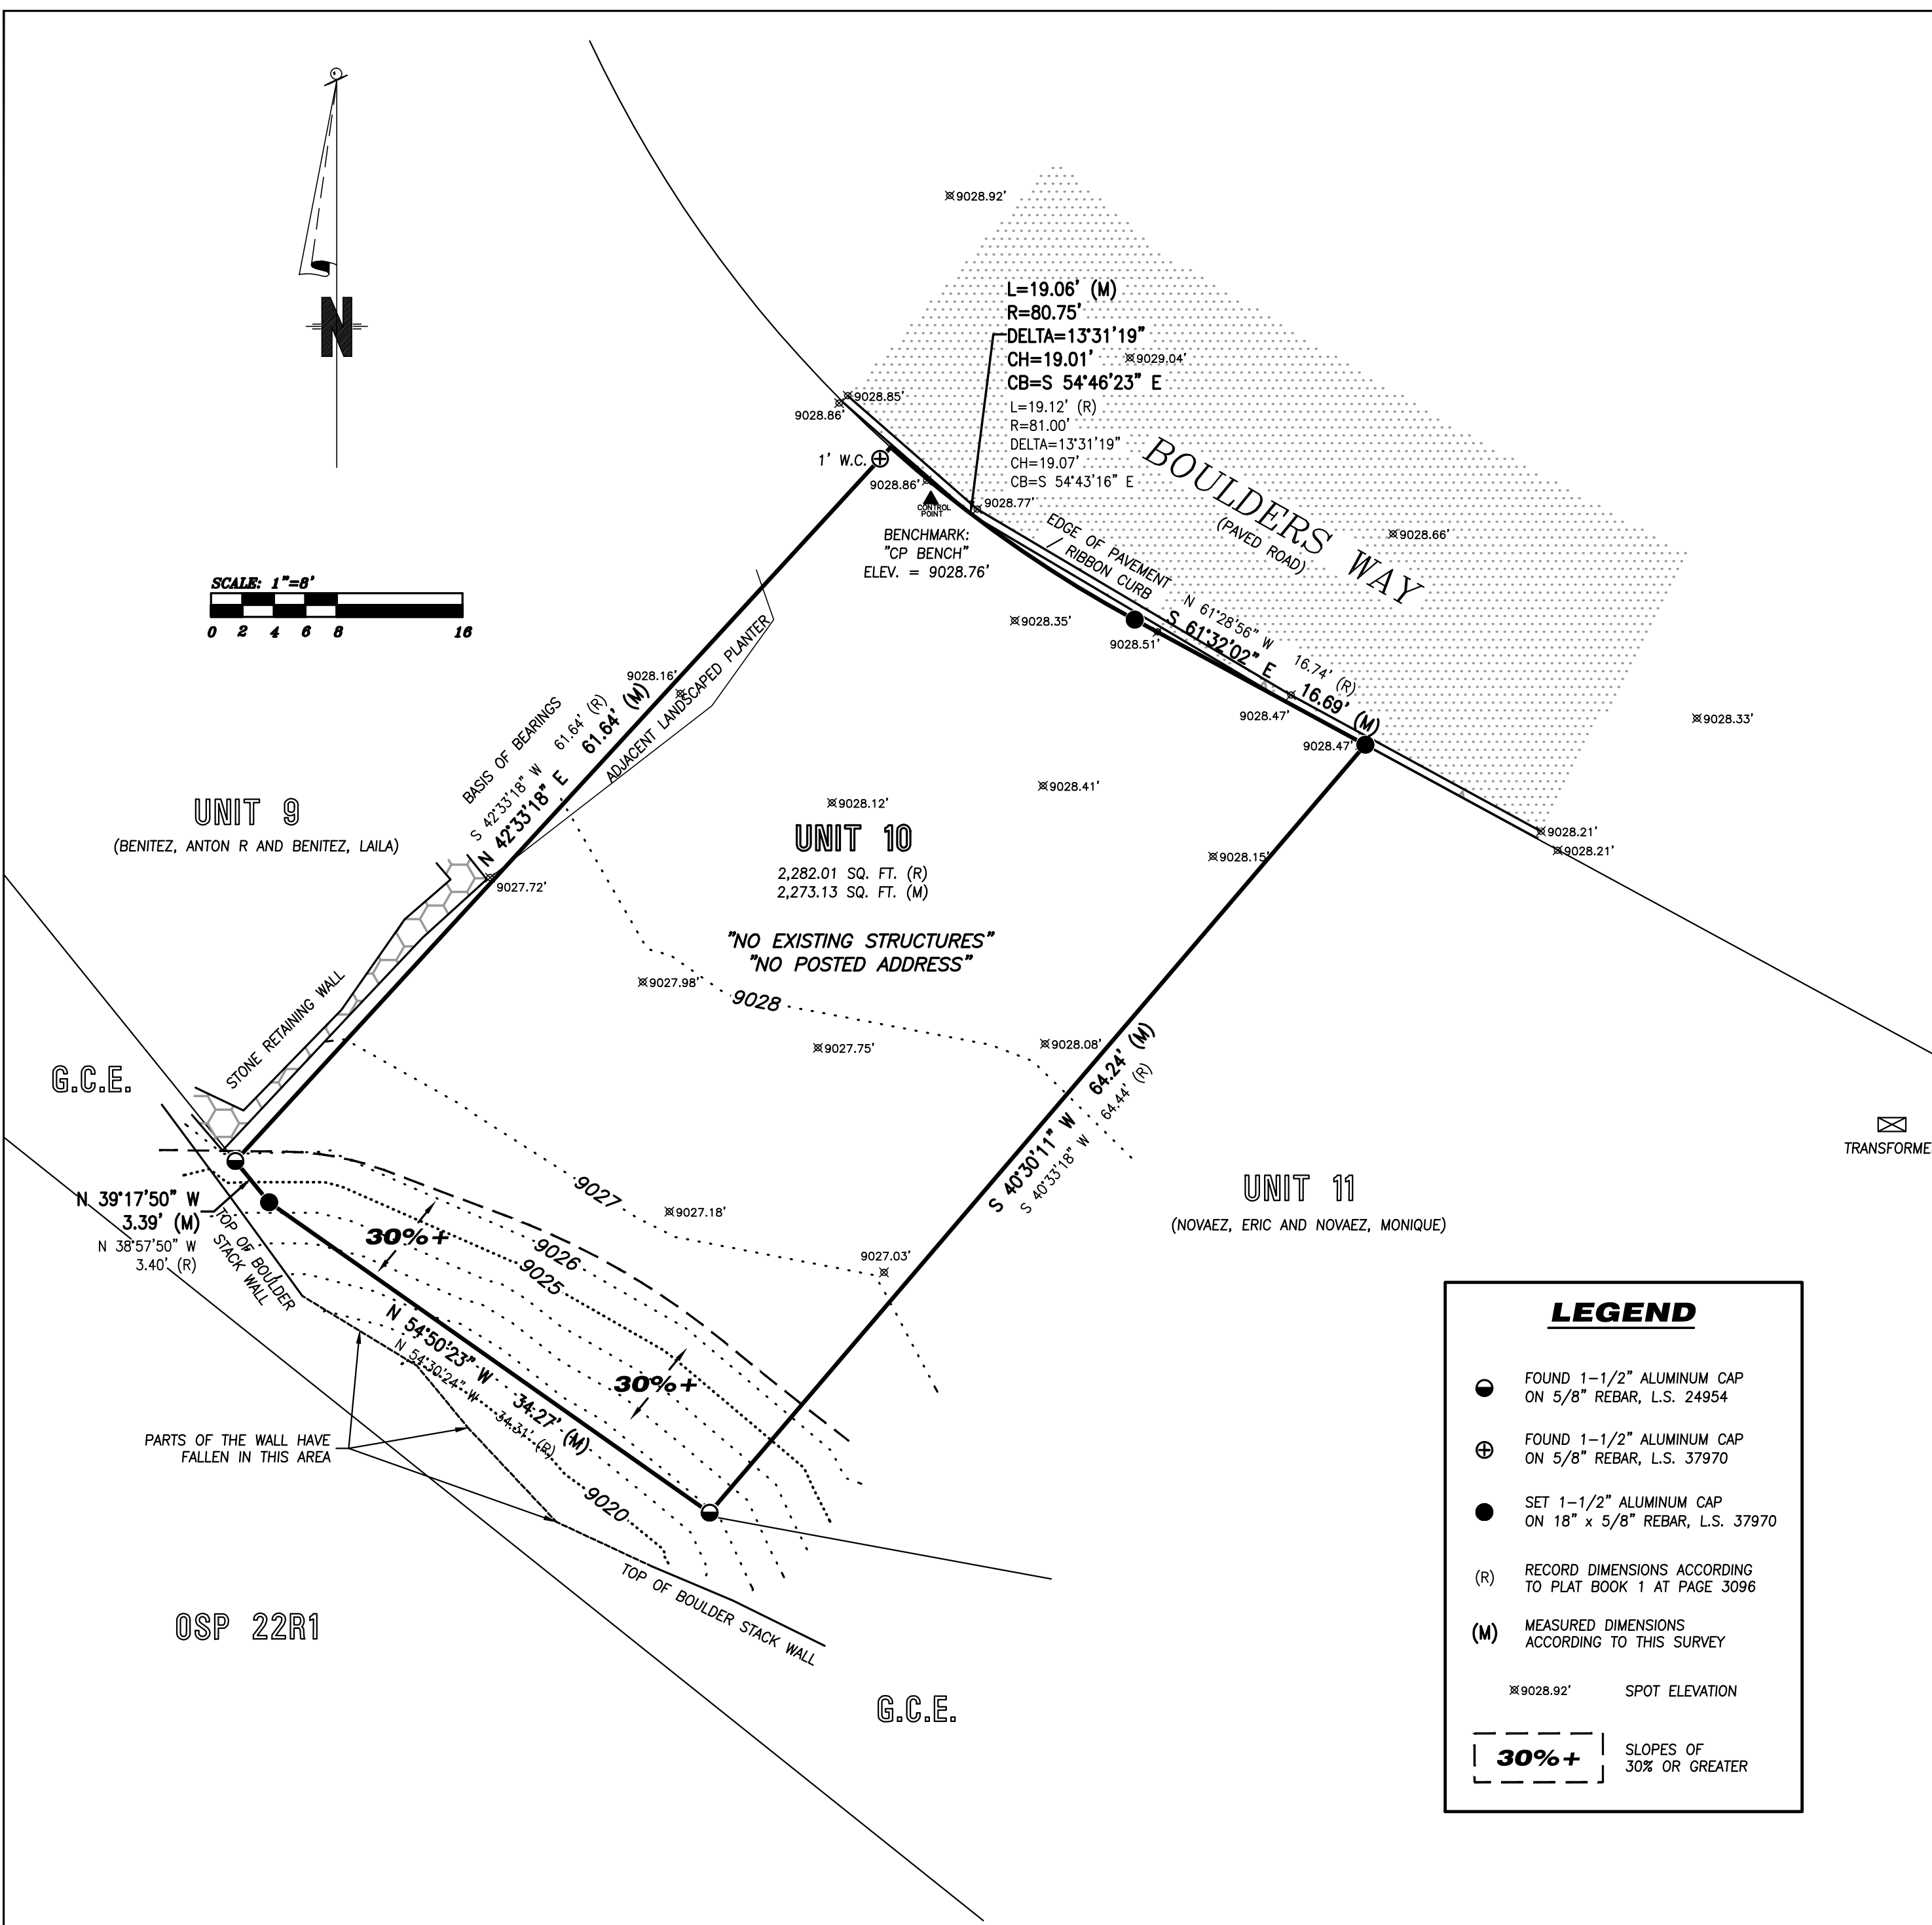 N
SCALE: 1"=8'
0 2 4 6 8 16
9028.92'
L=19.06' (M)
R=80.75'
DELTA=13°31'19"
CH=19.01'
CB=S 54°46'23" E
9029.04'
L=19.12' (R)
R=81.00'
DELTA=13°31'19"
CH=19.07'
CB=S 54°43'16" E
9028.85'
9028.86'
1' W.C.
9028.86'
CONTROL
POINT
9028.77'
BENCHMARK:
"CP BENCH"
ELEV. = 9028.76'
BOULDERS WAY
(PAVED ROAD)
9028.66'
EDGE OF PAVEMENT
/ RIBBON CURB
N 61°28'56" W 16.74' (R)
S 61°32'02" E 16.69' (M)
9028.35'
9028.51'
9028.47'
9028.47'
9028.33'
9028.21'
9028.21'
9028.16'
BASIS OF BEARINGS
S 42°33'18" W 61.64' (R)
N 42°33'18" E 61.64' (M)
ADJACENT LANDSCAPED PLANTER
UNIT 9
(BENITEZ, ANTON R AND BENITEZ, LAILA)
9028.12'
9028.41'
UNIT 10
2,282.01 SQ. FT. (R)
2,273.13 SQ. FT. (M)
9028.15'
9027.72'
"NO EXISTING STRUCTURES"
"NO POSTED ADDRESS"
9027.98'
9028
9027.75'
9028.08'
STONE RETAINING WALL
G.C.E.
S 40°30'11" W 64.24' (M)
S 40°33'18" W 64.44' (R)
TRANSFORME
UNIT 11
(NOVAEZ, ERIC AND NOVAEZ, MONIQUE)
N 39°17'50" W
3.39' (M)
N 38°57'50" W
3.40' (R)
TOP OF BOULDER
STACK WALL
9027
9027.18'
9027.03'
30%+
9026
9025
N 54°50'23" W 34.27' (M)
N 54°30'24" W 34.31' (R)
30%+
PARTS OF THE WALL HAVE
FALLEN IN THIS AREA
9020
TOP OF BOULDER STACK WALL
OSP 22R1
G.C.E.
LEGEND
FOUND 1-1/2" ALUMINUM CAP
ON 5/8" REBAR, L.S. 24954
FOUND 1-1/2" ALUMINUM CAP
ON 5/8" REBAR, L.S. 37970
SET 1-1/2" ALUMINUM CAP
ON 18" x 5/8" REBAR, L.S. 37970
(R) RECORD DIMENSIONS ACCORDING
TO PLAT BOOK 1 AT PAGE 3096
(M) MEASURED DIMENSIONS
ACCORDING TO THIS SURVEY
9028.92' SPOT ELEVATION
30%+ SLOPES OF
30% OR GREATER